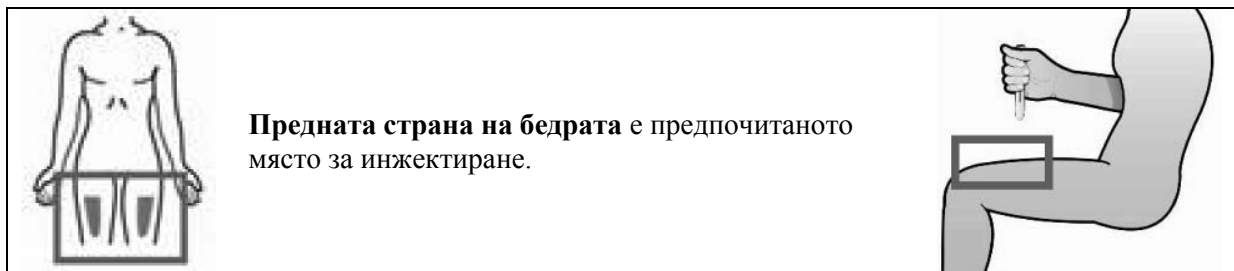 Предната страна на бедрата е предпочитаното
място за инжектиране.